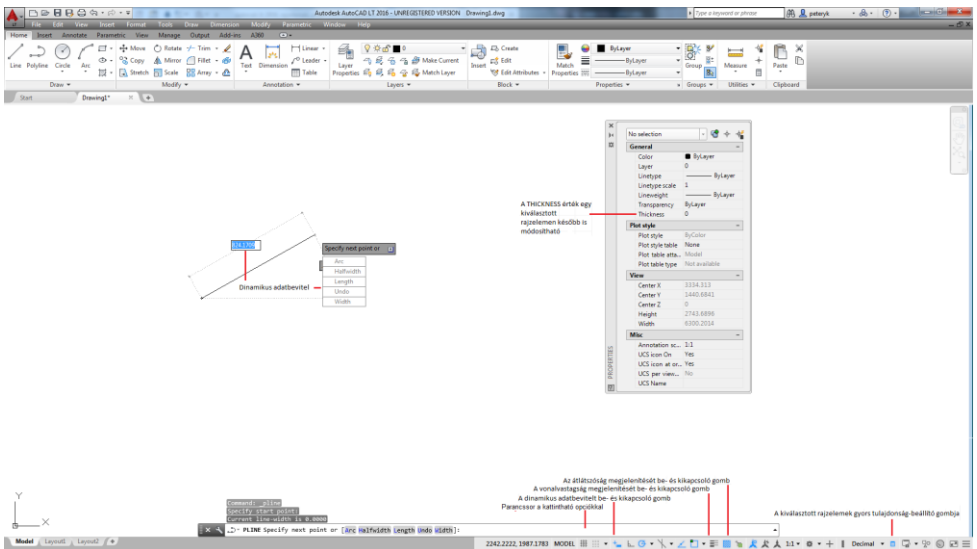 Autodesk AutoCAD LT 2016 - UNREGISTERED VERSION Drawing1.dwg
Type a keyword or phrase
peteryk
File Edit View Insert Format Tools Draw Dimension Modify Parametric Window Help
Home Insert Annotate Parametric View Manage Output Add-ins A360
Line Polyline Circle Arc
Move Rotate Trim
Copy Mirror Fillet
Stretch Scale Array
Text Dimension
Linear
Leader
Table
Layer Properties
0
Make Current
Match Layer
Insert
Create
Edit
Edit Attributes
Match Properties
ByLayer
ByLayer
ByLayer
Group
Measure
Paste
Draw Modify Annotation Layers Block Properties Groups Utilities Clipboard
Start Drawing1*
No selection
General
Color ByLayer
Layer 0
Linetype ByLayer
Linetype scale 1
Lineweight ByLayer
Transparency ByLayer
Thickness 0
Plot style
Plot style ByColor
Plot style table None
Plot table atta... Model
Plot table type Not available
View
Center X 3334.313
Center Y 1440.6841
Center Z 0
Height 2743.6896
Width 6300.2014
Misc
Annotation sc... 1:1
UCS icon On Yes
UCS icon at or... Yes
UCS per view... No
UCS Name
PROPERTIES
A THICKNESS érték egy
kiválasztott
rajzelemen később is
módosítható
Specify next point or
Arc
Halfwidth
Length
Undo
Width
Dinamikus adatbevitel
Az átlátszóság megjelenítését be- és kikapcsoló gomb
A vonalvastagság megjelenítését be- és kikapcsoló gomb
A dinamikus adatbevitelt be- és kikapcsoló gomb
Parancssor a kattintható opciókkal
A kiválasztott rajzelemek gyors tulajdonság-beállító gombja
Y
X
Command: _pline
Specify start point:
Current line-width is 0.0000
PLINE Specify next point or [Arc Halfwidth Length Undo Width]:
Model Layout1 Layout2 +
2242.2222, 1987.1783 MODEL
1:1
Decimal